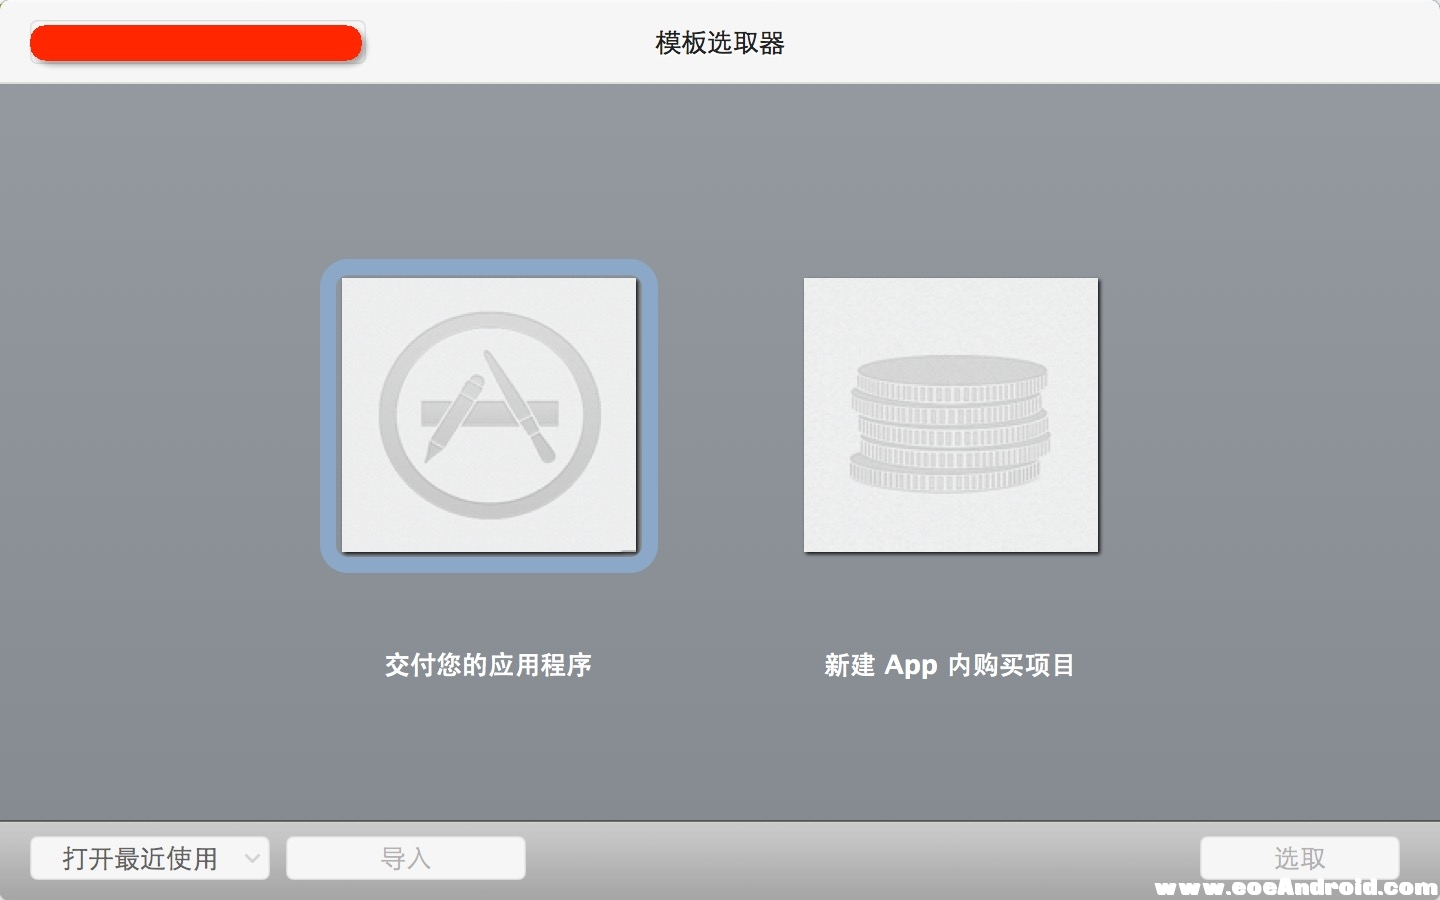 模板选取器
交付您的应用程序
新建 App 内购买项目
打开最近使用
导入
选取
www.eoeAndroid.com